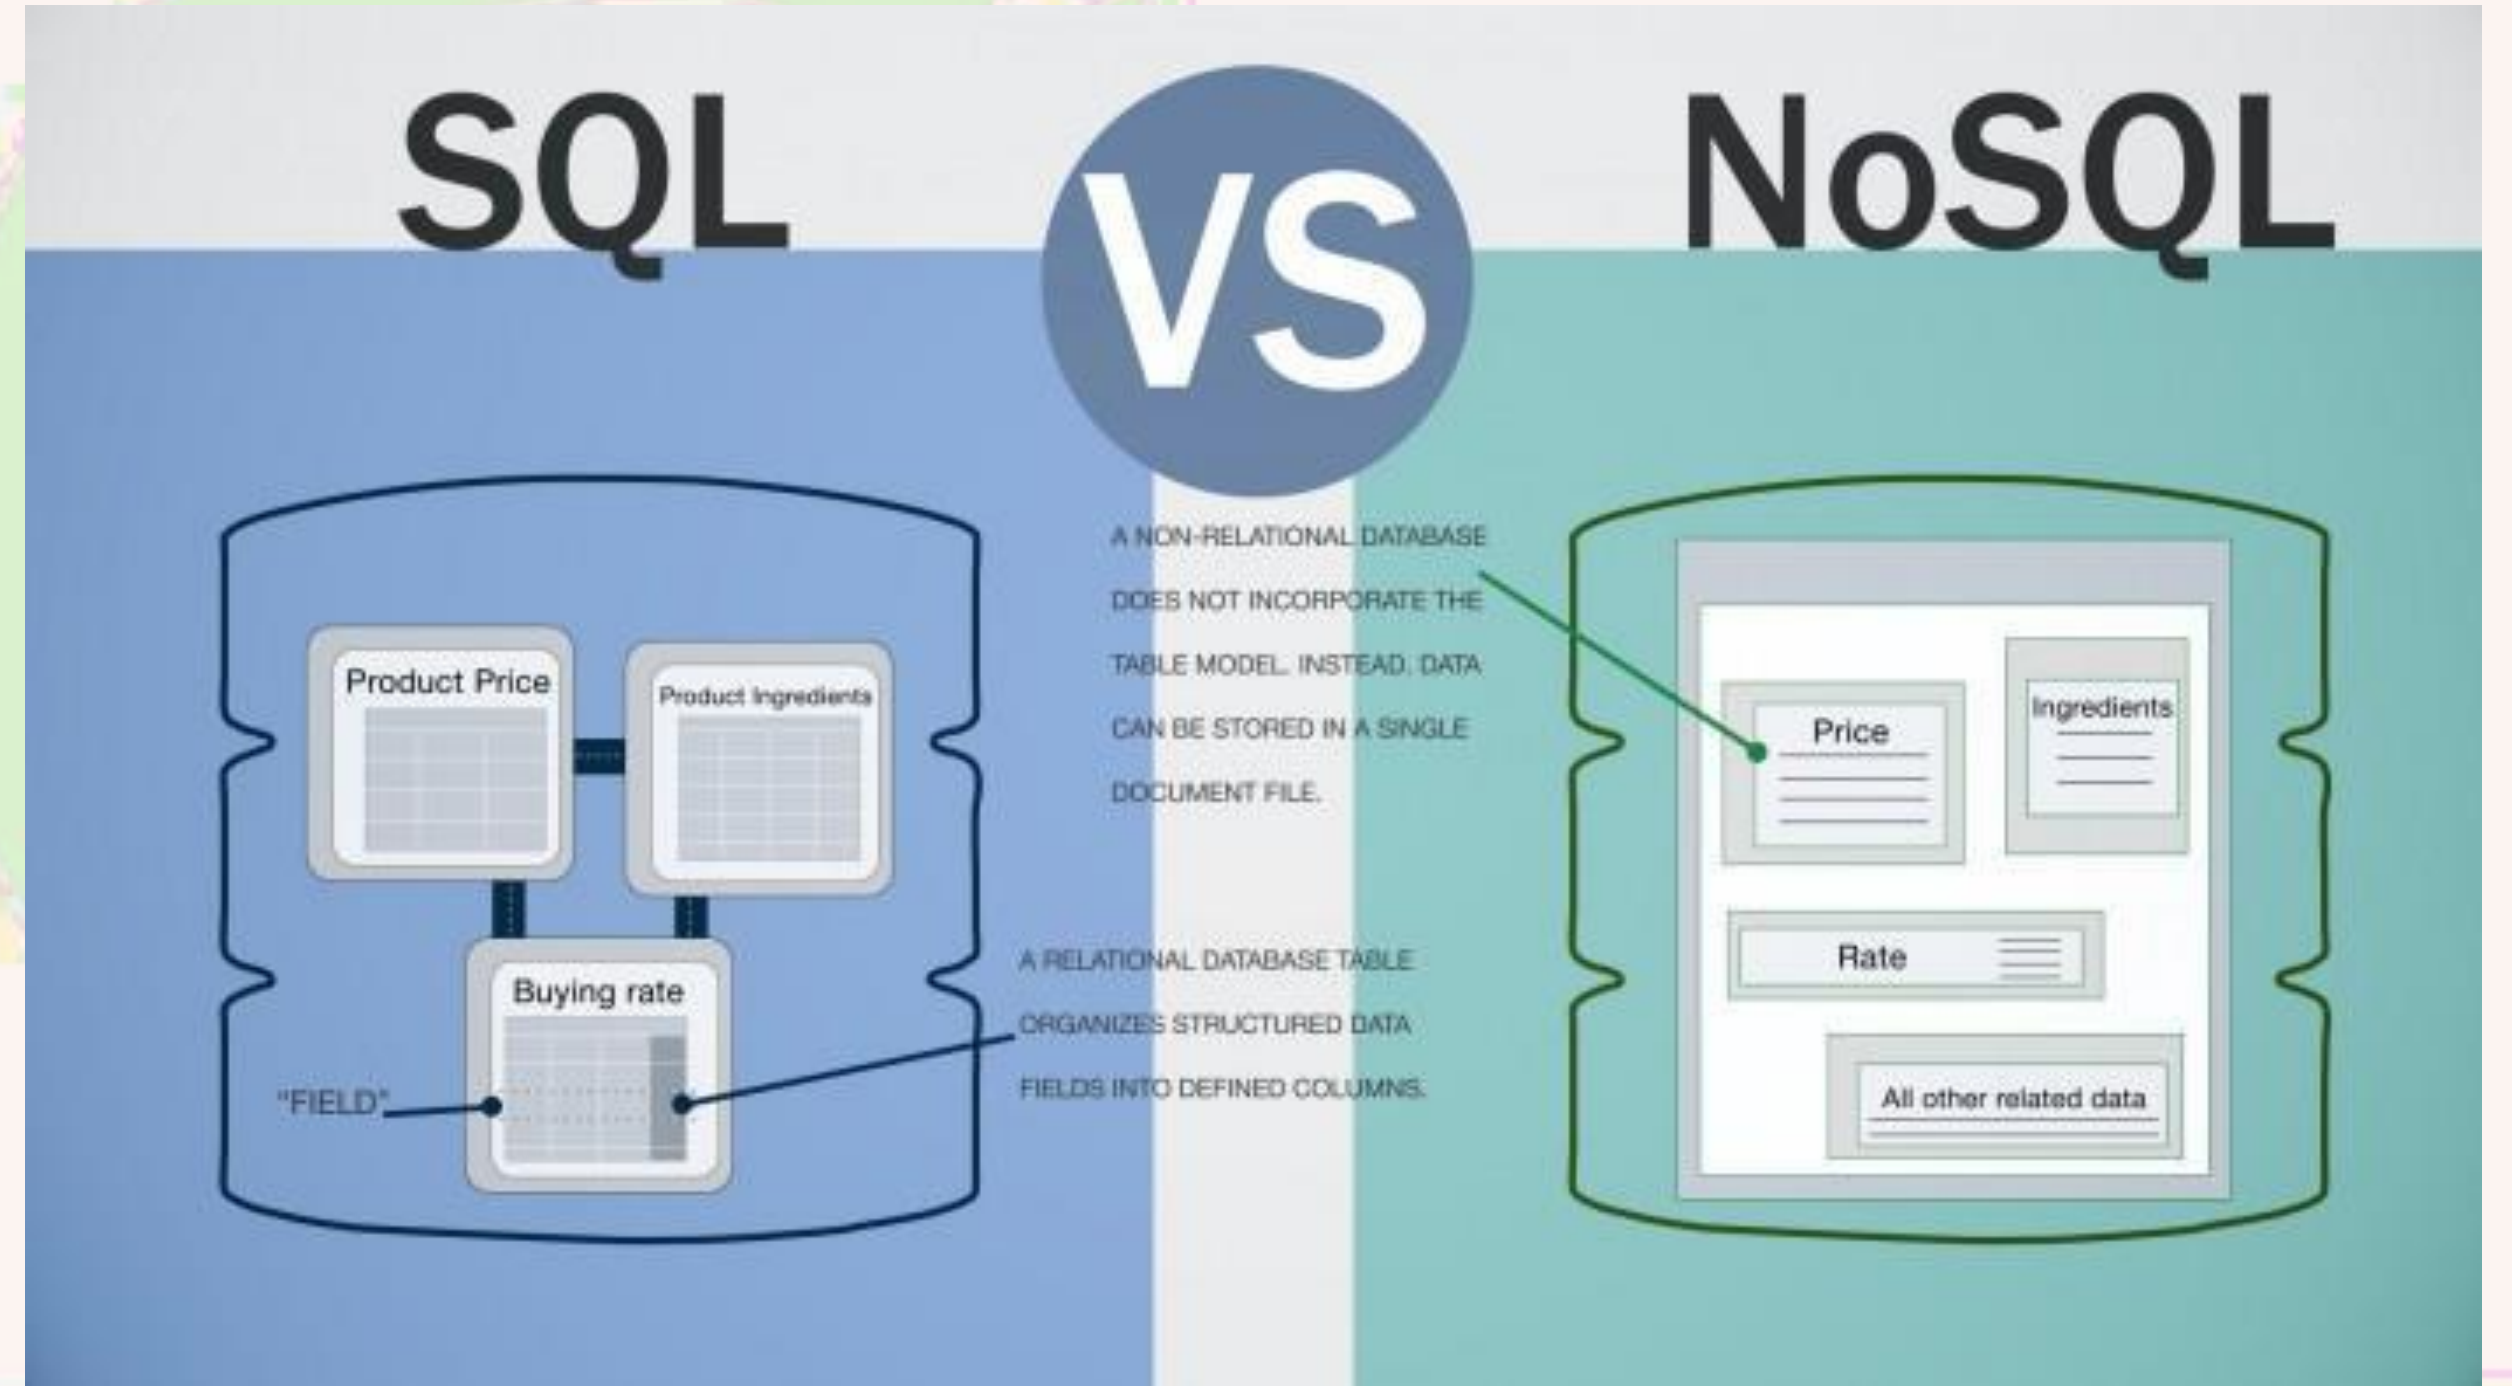 SQL
VS
NoSQL
A NON-RELATIONAL DATABASE
DOES NOT INCORPORATE THE
TABLE MODEL. INSTEAD. DATA
CAN BE STORED IN A SINGLE
DOCUMENT FILE.
Product Price
Product Ingredients
Buying rate
"FIELD"
A RELATIONAL DATABASE TABLE
ORGANIZES STRUCTURED DATA
FIELDS INTO DEFINED COLUMNS.
Price
Ingredients
Rate
All other related data